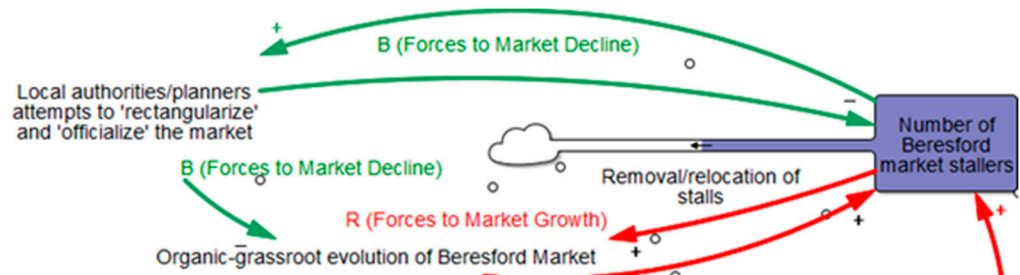 +
B (Forces to Market Decline)
Local authorities/planners
attempts to 'rectangularize'
and 'officialize' the market
–
Number of
Beresford
market stallers
B (Forces to Market Decline)
Removal/relocation of
stalls
R (Forces to Market Growth)
+
+
–
Organic-grassroot evolution of Beresford Market
+